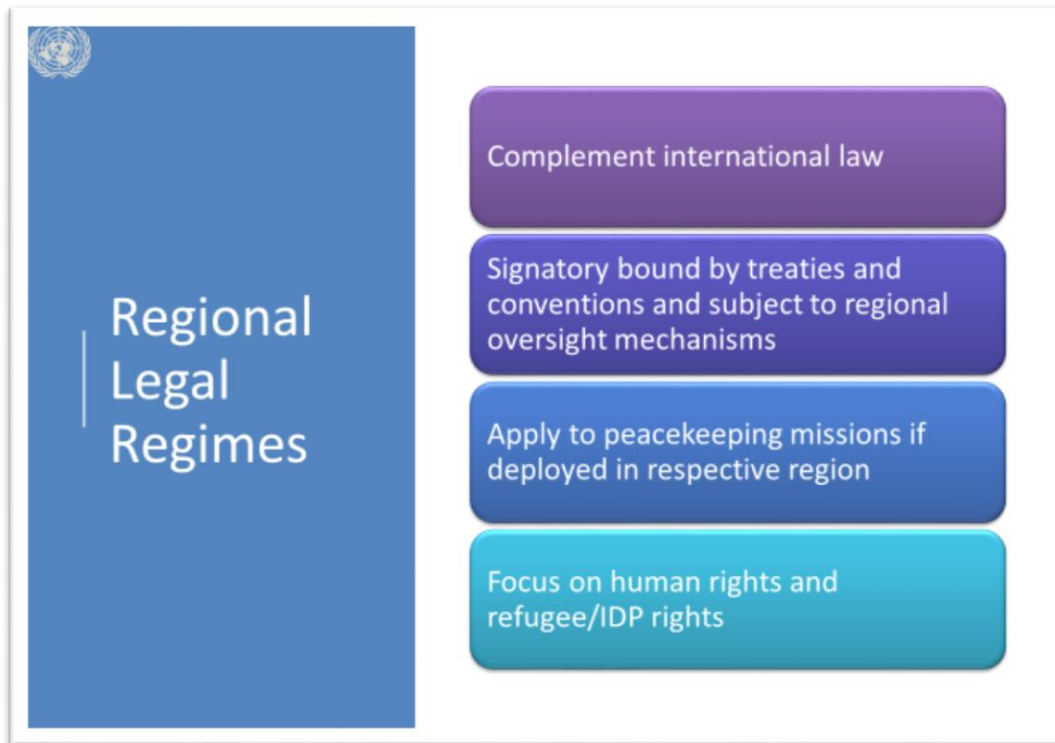 Regional
Legal
Regimes
Complement international law
Signatory bound by treaties and
conventions and subject to regional
oversight mechanisms
Apply to peacekeeping missions if
deployed in respective region
Focus on human rights and
refugee/IDP rights